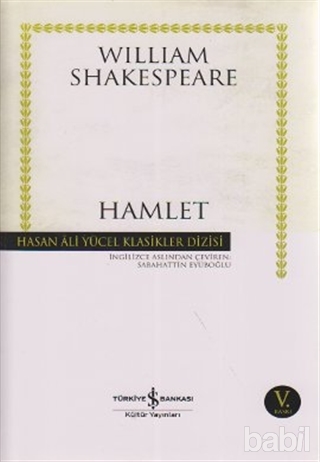 WILLIAM
SHAKESPEARE
HAMLET
HASAN ÂLİ YÜCEL KLASİKLER DİZİSİ
İNGİLİZCE ASLINDAN ÇEVİREN:
SABAHATTİN EYÜBOĞLU
V.
BASKI
TÜRKİYE İŞ BANKASI
Kültür Yayınları
babil
com